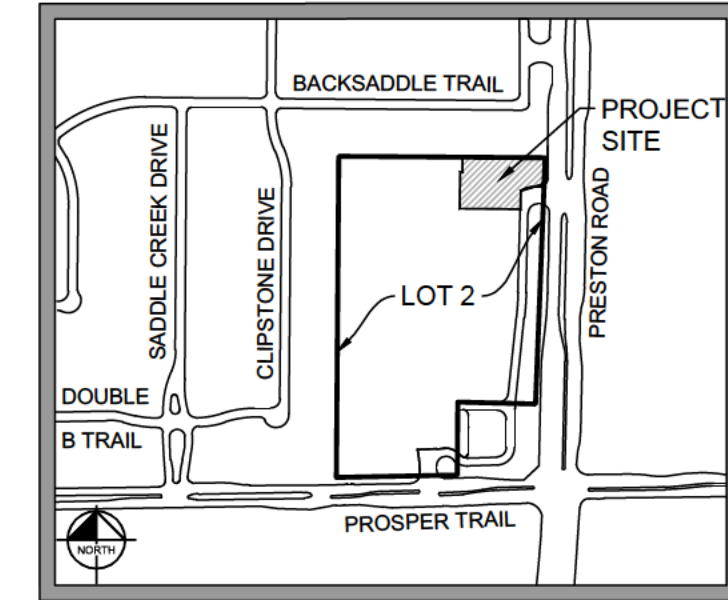 BACKSADDLE TRAIL
PROJECT
SITE
SADDLE CREEK DRIVE
CLIPSTONE DRIVE
PRESTON ROAD
LOT 2
DOUBLE
B TRAIL
PROSPER TRAIL
NORTH